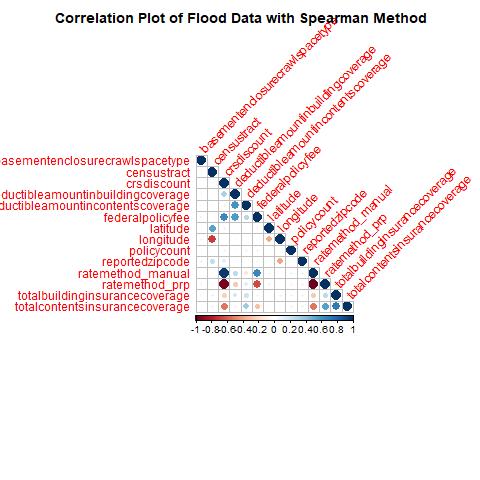 Correlation Plot of Flood Data with Spearman Method
basementenclosurecrawlspacetype
censustract
crsdiscount
deductibleamountinbuildingcoverage
deductibleamountincontentscoverage
federalpolicyfee
latitude
longitude
policycount
reportedzipcode
ratemethod_manual
ratemethod_prp
totalbuildinginsurancecoverage
totalcontentsinsurancecoverage
basementenclosurecrawlspacetype
censustract
crsdiscount
ductibleamountinbuildingcoverage
ductibleamountincontentscoverage
federalpolicyfee
latitude
longitude
policycount
reportedzipcode
ratemethod_manual
ratemethod_prp
totalbuildinginsurancecoverage
totalcontentsinsurancecoverage
-1 -0.8 0.6 0.4 0.2 0 0.2 0.4 0.6 0.8 1